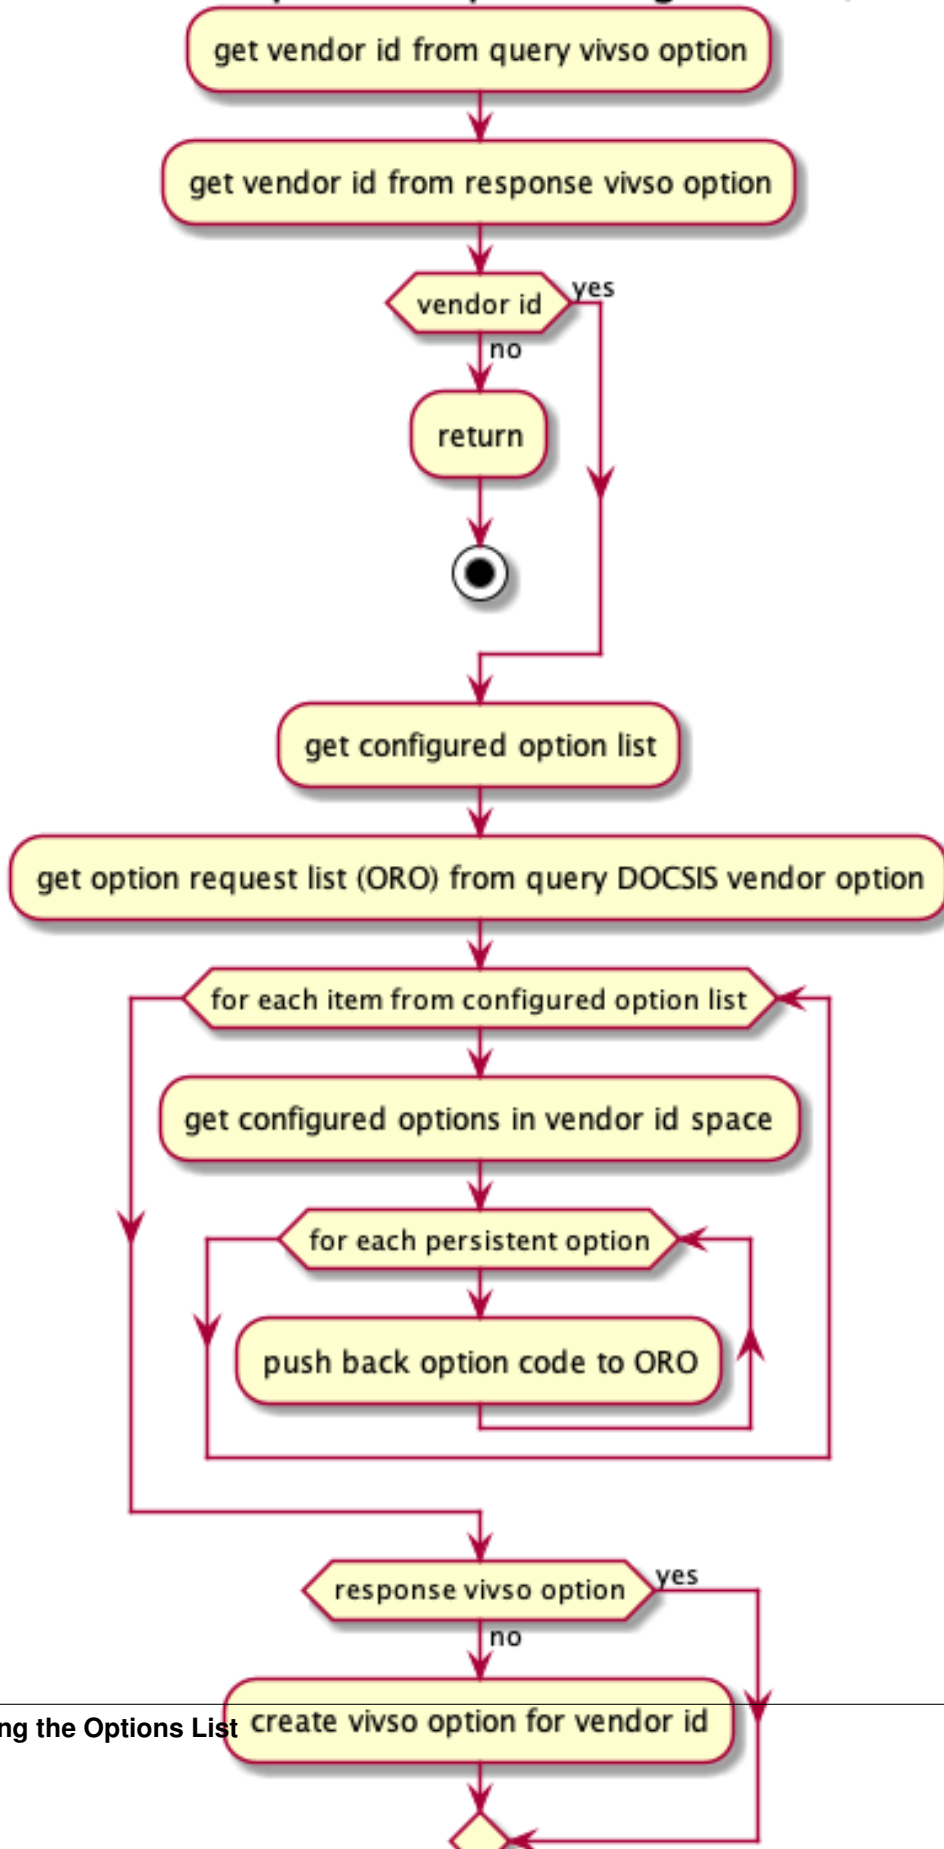 get vendor id from query vivso option
get vendor id from response vivso option
vendor id
yes
no
return
get configured option list
get option request list (ORO) from query DOCSIS vendor option
for each item from configured option list
get configured options in vendor id space
for each persistent option
push back option code to ORO
response vivso option
yes
no
create vivso option for vendor id
ng the Options List